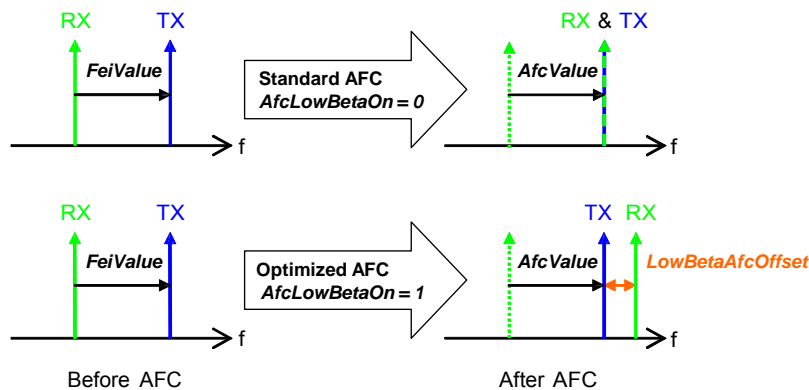 RX TX
FeiValue
f
Standard AFC
AfcLowBetaOn = 0
RX & TX
AfcValue
f
RX TX
FeiValue
f
Optimized AFC
AfcLowBetaOn = 1
TX RX
AfcValue
LowBetaAfcOffset
f
Before AFC
After AFC